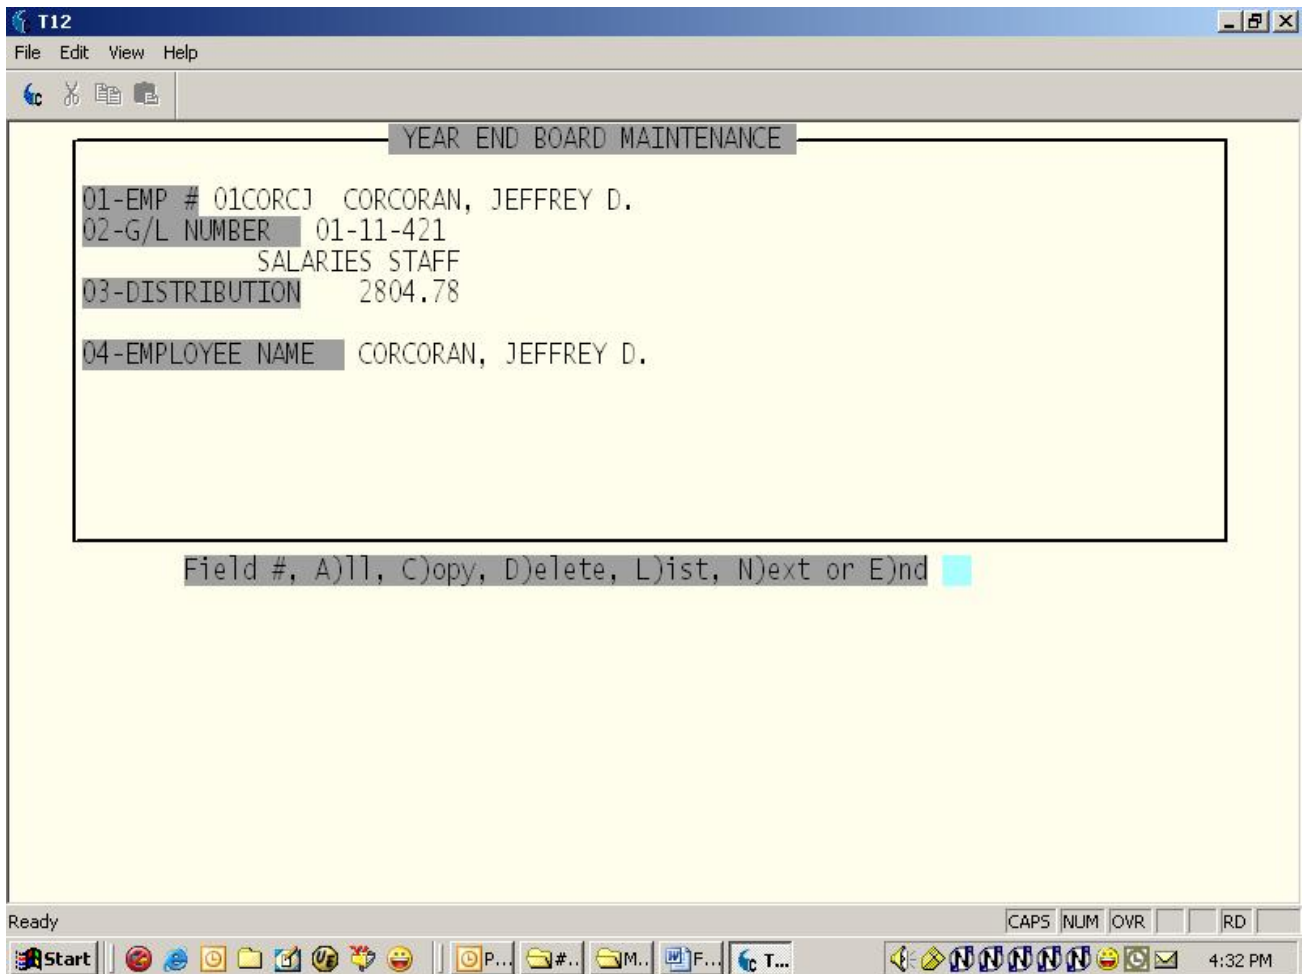 T12
File Edit View Help
YEAR END BOARD MAINTENANCE
01-EMP # 01CORCJ CORCORAN, JEFFREY D.
02-G/L NUMBER 01-11-421
SALARIES STAFF
03-DISTRIBUTION 2804.78
04-EMPLOYEE NAME CORCORAN, JEFFREY D.
Field #, A)ll, C)opy, D)elete, L)ist, N)ext or E)nd
Ready CAPS NUM OVR RD
Start P... #.. M.. F... T... 4:32 PM